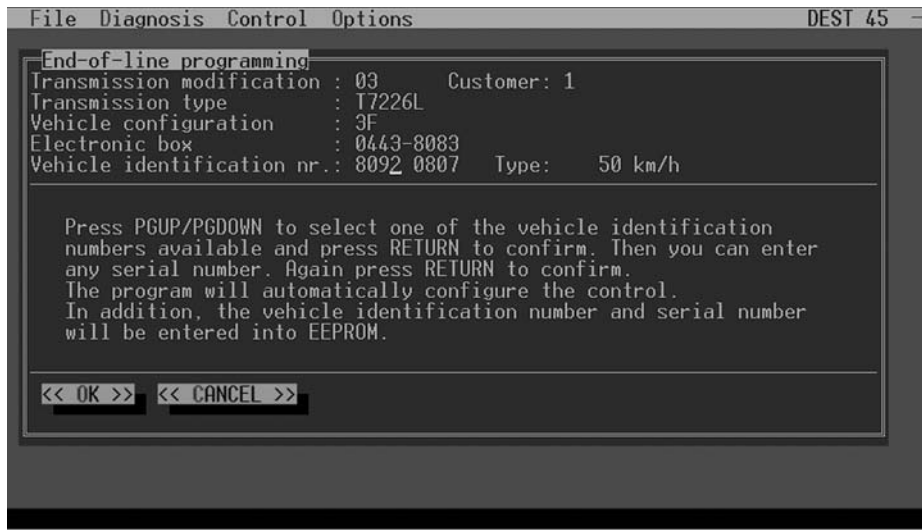 File Diagnosis Control Options DEST 45
End-of-line programming
Transmission modification : 03 Customer: 1
Transmission type : T7226L
Vehicle configuration : 3F
Electronic box : 0443-8083
Vehicle identification nr.: 8092 0807 Type: 50 km/h
Press PGUP/PGDOWN to select one of the vehicle identification
numbers available and press RETURN to confirm. Then you can enter
any serial number. Again press RETURN to confirm.
The program will automatically configure the control.
In addition, the vehicle identification number and serial number
will be entered into EEPROM.
<< OK >> << CANCEL >>